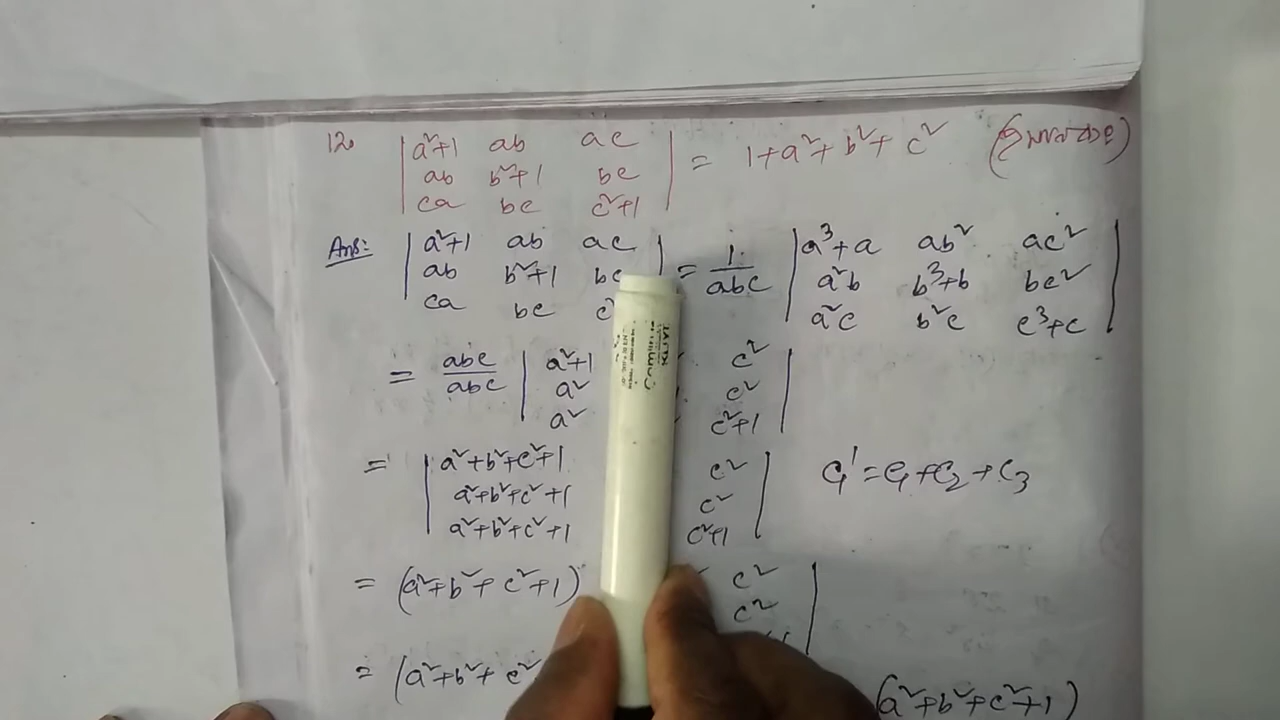 12. | a²+1 ab ac | = 1+a²+b²+c²
| ab b²+1 bc |
| ca bc c²+1 |
Ans: | a²+1 ab ac | = 1/abc | a³+a ab² ac² |
| ab b²+1 bc | | a²b b³+b bc² |
| ca bc | a²c b²c c³+c |
= abc/abc | a²+1 c² |
| a² c² |
| a² c²+1 |
= | a²+b²+c²+1 c² | C₁' = C₁+C₂+C₃
| a²+b²+c²+1 c² |
| a²+b²+c²+1 c²+1 |
= (a²+b²+c²+1) c² |
c² |
= (a²+b²+c² (a²+b²+c²+1)